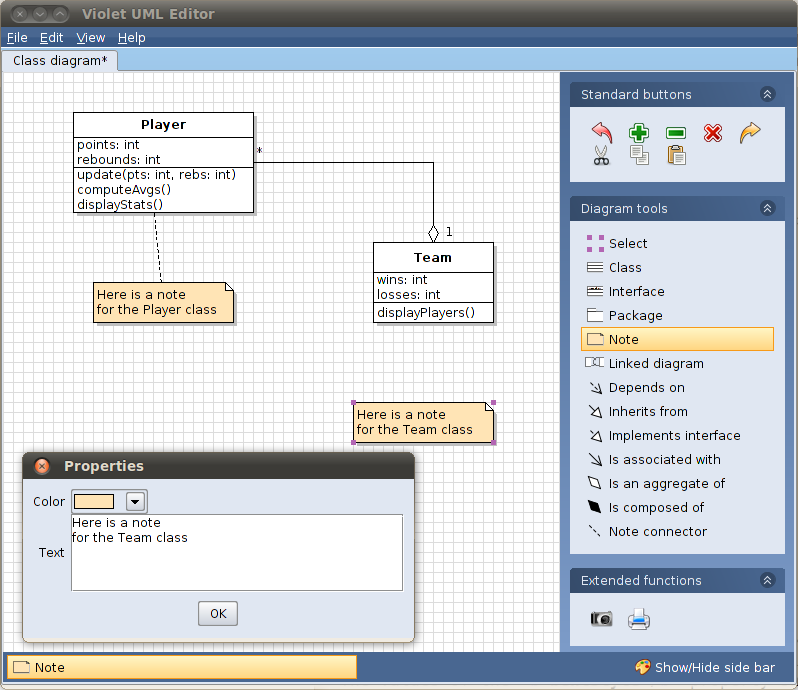 Violet UML Editor
File Edit View Help
Class diagram*
Player
points: int
rebounds: int
update(pts: int, rebs: int)
computeAvgs()
displayStats()
*
1
Team
wins: int
losses: int
displayPlayers()
Here is a note
for the Player class
Here is a note
for the Team class
Properties
Color
Text
Here is a note
for the Team class
OK
Standard buttons
Diagram tools
Select
Class
Interface
Package
Note
Linked diagram
Depends on
Inherits from
Implements interface
Is associated with
Is an aggregate of
Is composed of
Note connector
Extended functions
Note
Show/Hide side bar